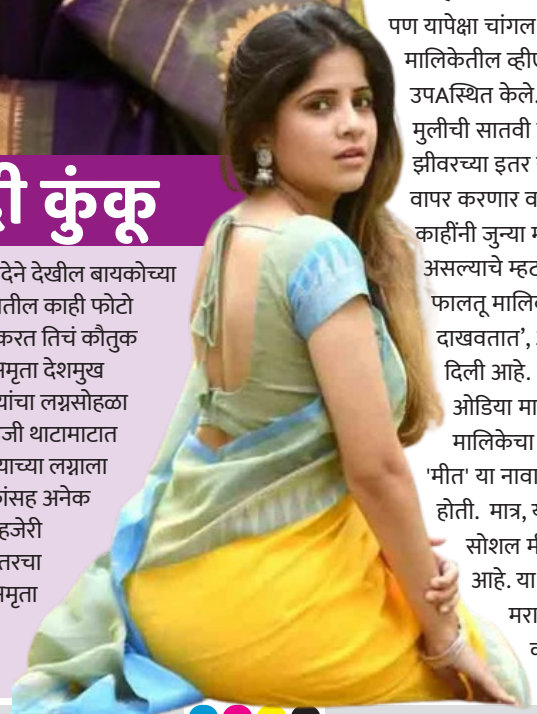 कुंकू
देने देखील बायकोच्या
तील काही फोटो
करत तिचं कौतुक
मृता देशमुख
यांचा लग्नसोहळा
जी थाटामाटात
याच्या लग्नाला
ांसह अनेक
हजेरी
तरचा
मृता
पण यापेक्षा चांगल
मालिकेतील व्ही
उपAस्थित केले.
मुलीची सातवी
झीवरच्या इतर
वापर करणार व
काहींनी जुन्या म
असल्याचे म्हट
फालतू मालि
दाखवतात',
दिली आहे.
ओडिया मा
मालिकेचा
'मीत' या नावा
होती. मात्र, य
सोशल मी
आहे. या
मरा